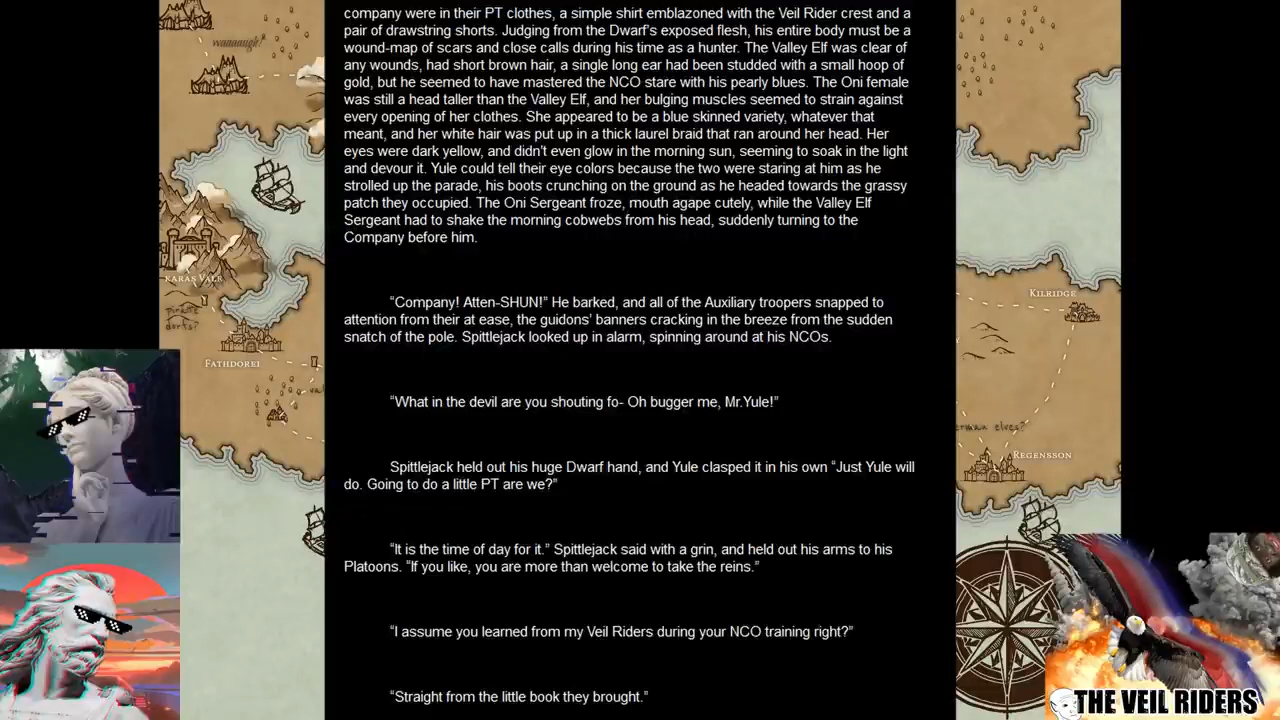 company were in their PT clothes, a simple shirt emblazoned with the Veil Rider crest and a
pair of drawstring shorts. Judging from the Dwarf's exposed flesh, his entire body must be a
wound-map of scars and close calls during his time as a hunter. The Valley Elf was clear of
any wounds, had short brown hair, a single long ear had been studded with a small hoop of
gold, but he seemed to have mastered the NCO stare with his pearly blues. The Oni female
was still a head taller than the Valley Elf, and her bulging muscles seemed to strain against
every opening of her clothes. She appeared to be a blue skinned variety, whatever that
meant, and her white hair was put up in a thick laurel braid that ran around her head. Her
eyes were dark yellow, and didn't even glow in the morning sun, seeming to soak in the light
and devour it. Yule could tell their eye colors because the two were staring at him as he
strolled up the parade, his boots crunching on the ground as he headed towards the grassy
patch they occupied. The Oni Sergeant froze, mouth agape cutely, while the Valley Elf
Sergeant had to shake the morning cobwebs from his head, suddenly turning to the
Company before him.
“Company! Atten-SHUN!” He barked, and all of the Auxiliary troopers snapped to
attention from their at ease, the guidons’ banners cracking in the breeze from the sudden
snatch of the pole. Spittlejack looked up in alarm, spinning around at his NCOs.
“What in the devil are you shouting fo- Oh bugger me, Mr.Yule!”
Spittlejack held out his huge Dwarf hand, and Yule clasped it in his own “Just Yule will
do. Going to do a little PT are we?”
“It is the time of day for it.” Spittlejack said with a grin, and held out his arms to his
Platoons. “If you like, you are more than welcome to take the reins.”
“I assume you learned from my Veil Riders during your NCO training right?”
“Straight from the little book they brought.”
waaaaugh!
KARAS VALE
pirate
dorfs?
FATHDOREI
KILRIDGE
erman elves?
REGENSSON
THE VEIL RIDERS